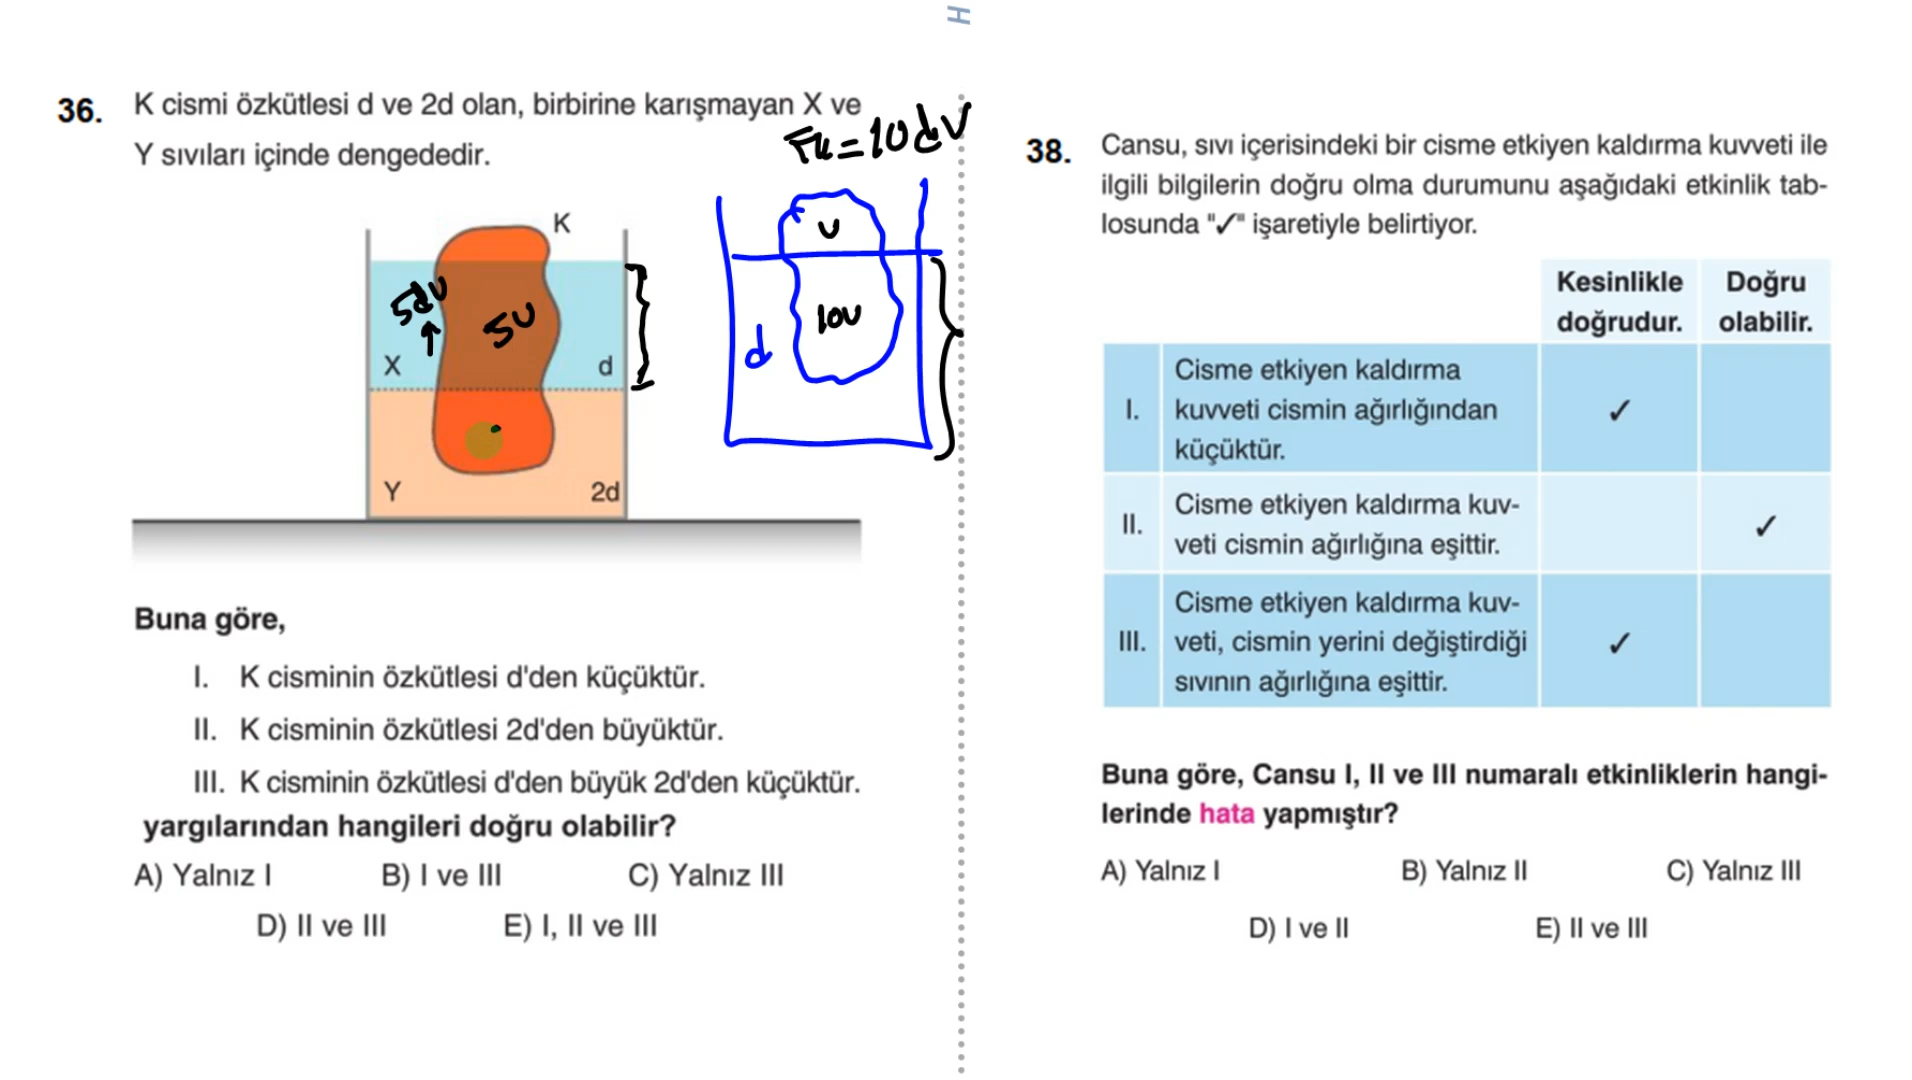 H
36. K cismi özkütlesi d ve 2d olan, birbirine karışmayan X ve
Y sıvıları içinde dengededir.
Fk=10dV
K
5dv
5v
X
d
Y
2d
v
10v
d
Buna göre,
I. K cisminin özkütlesi d'den küçüktür.
II. K cisminin özkütlesi 2d'den büyüktür.
III. K cisminin özkütlesi d'den büyük 2d'den küçüktür.
yargılarından hangileri doğru olabilir?
A) Yalnız I B) I ve III C) Yalnız III
D) II ve III E) I, II ve III
38. Cansu, sıvı içerisindeki bir cisme etkiyen kaldırma kuvveti ile
ilgili bilgilerin doğru olma durumunu aşağıdaki etkinlik tab-
losunda "✓" işaretiyle belirtiyor.
Kesinlikle
doğrudur.
Doğru
olabilir.
I. Cisme etkiyen kaldırma
kuvveti cismin ağırlığından
küçüktür.
✓
II. Cisme etkiyen kaldırma kuv-
veti cismin ağırlığına eşittir.
✓
III. Cisme etkiyen kaldırma kuv-
veti, cismin yerini değiştirdiği
sıvının ağırlığına eşittir.
✓
Buna göre, Cansu I, II ve III numaralı etkinliklerin hangi-
lerinde hata yapmıştır?
A) Yalnız I B) Yalnız II C) Yalnız III
D) I ve II E) II ve III